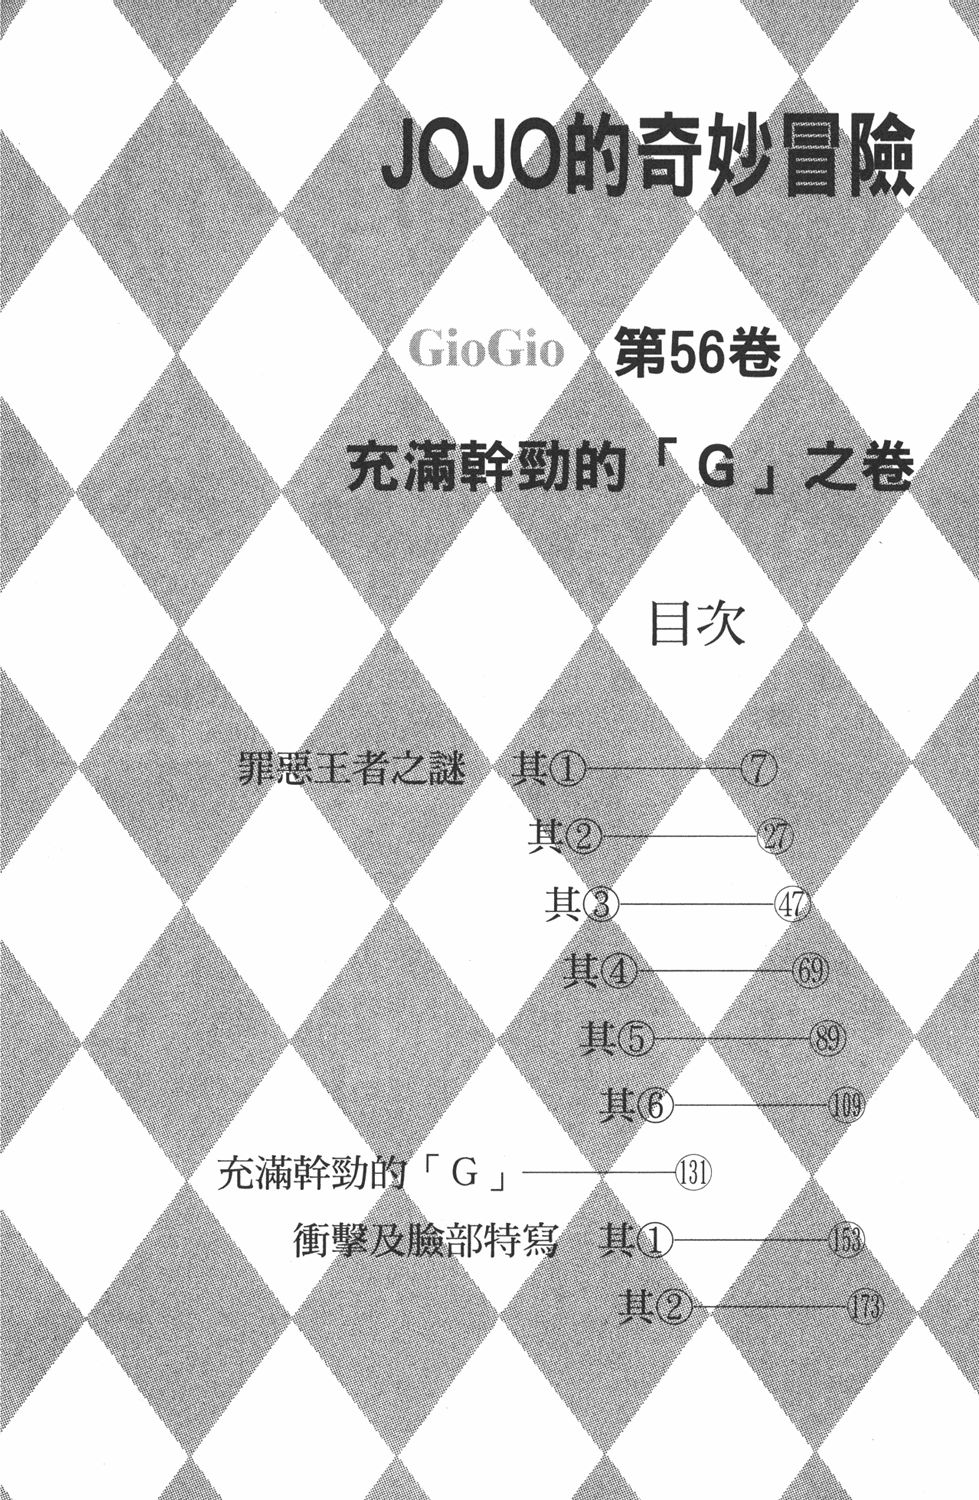 JOJO的奇妙冒險
GioGio 第56卷
充滿幹勁的「G」之卷
目次
罪惡王者之謎 其①——⑦
其②——㉗
其③——㊼
其④——69
其⑤——89
其⑥——109
充滿幹勁的「G」——131
衝擊及臉部特寫 其①——153
其②——173